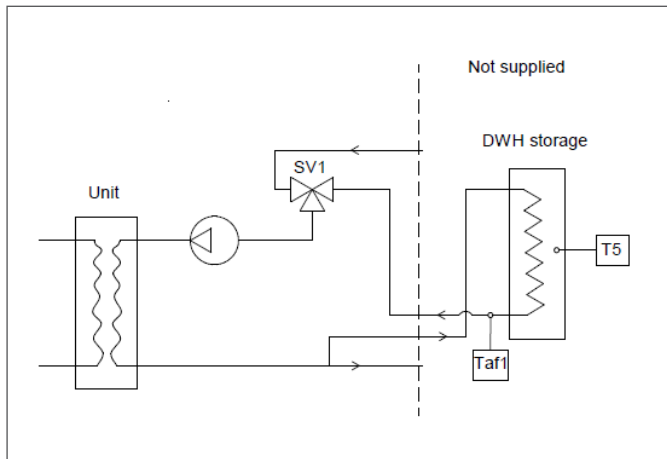 Not supplied
DWH storage
SV1
Unit
T5
Taf1